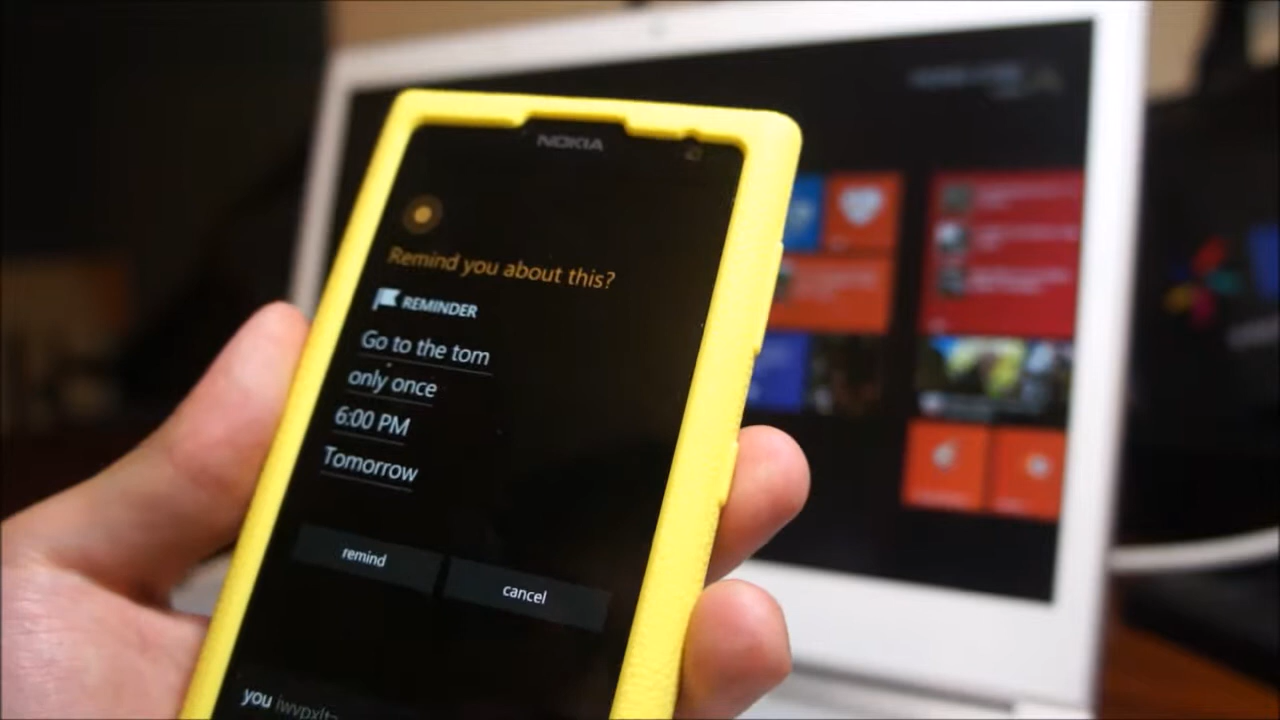 NOKIA
Remind you about this?
REMINDER
Go to the tom
only once
6:00 PM
Tomorrow
remind
cancel
you